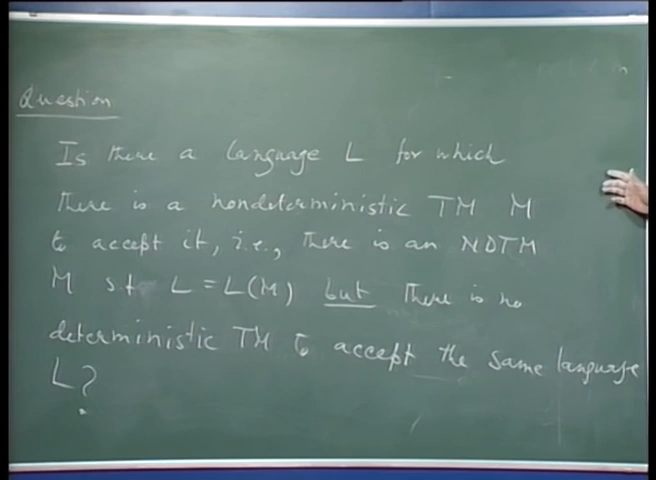 Question
Is there a language L for which
there is a nondeterministic TM M
to accept it, i.e., there is an NDTM
M s.t. L = L(M) but there is no
deterministic TM to accept the same language
L?